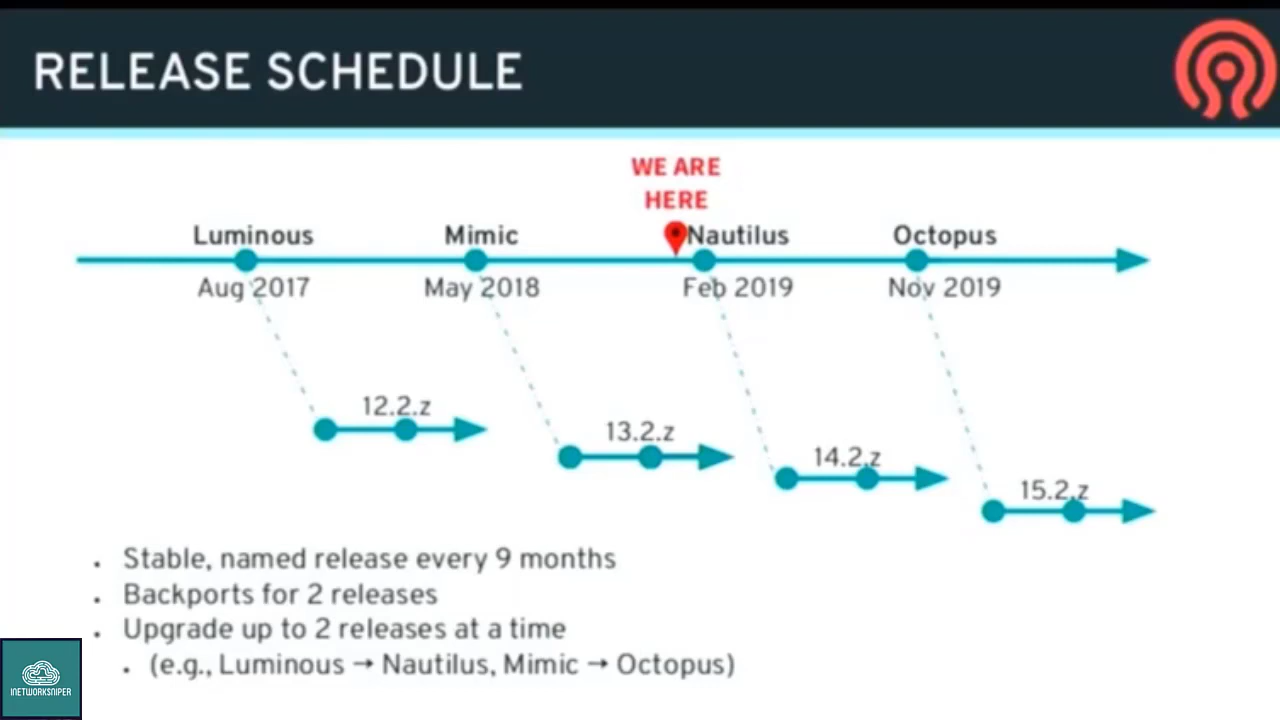 RELEASE SCHEDULE
WE ARE
HERE
Luminous Mimic Nautilus Octopus
Aug 2017 May 2018 Feb 2019 Nov 2019
12.2.z
13.2.z
14.2.z
15.2.z
. Stable, named release every 9 months
. Backports for 2 releases
. Upgrade up to 2 releases at a time
. (e.g., Luminous → Nautilus, Mimic → Octopus)
INETWORKSNIPER